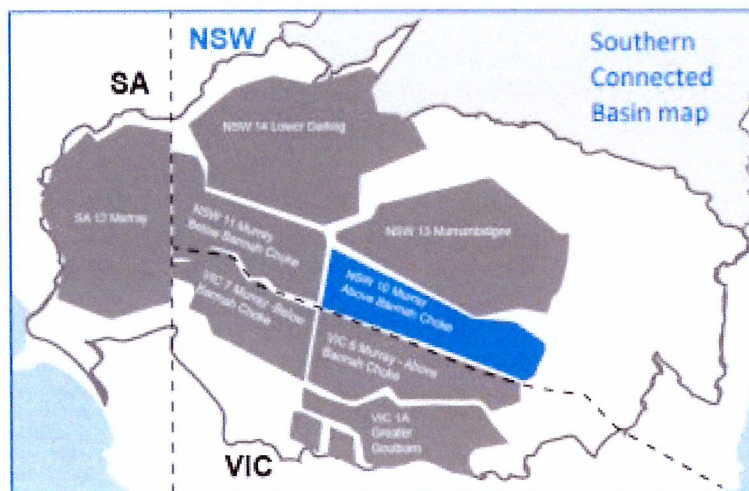 NSW
Southern
Connected
Basin map
SA
NSW 14 Lower Darling
SA 12 Murray
NSW 11 Murray
Below Barmah Choke
NSW 13 Murrumbidgee
NSW 10 Murray
Above Barmah Choke
VIC 7 Murray - Below
Barmah Choke
VIC 6 Murray - Above
Barmah Choke
VIC 1A
Greater
Goulburn
VIC